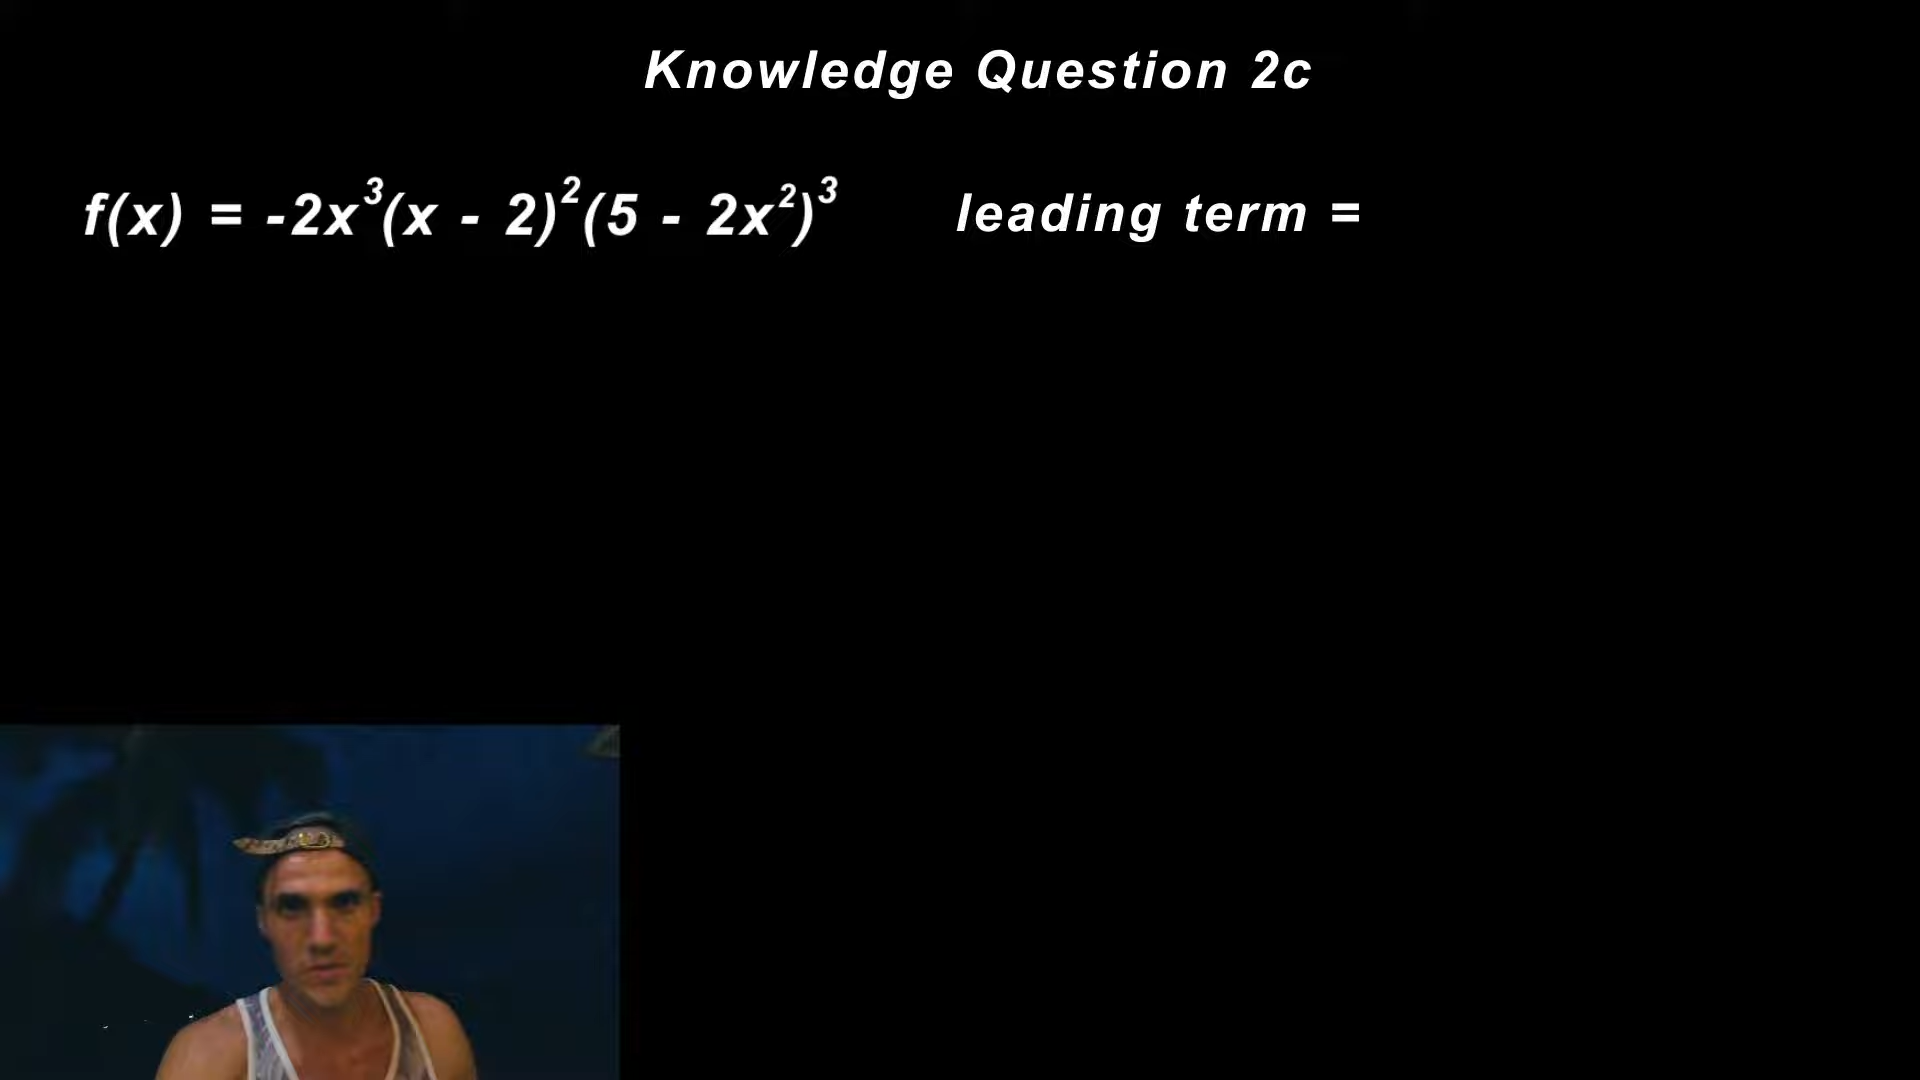 Knowledge Question 2c
f(x) = -2x³(x - 2)²(5 - 2x²)³ leading term =